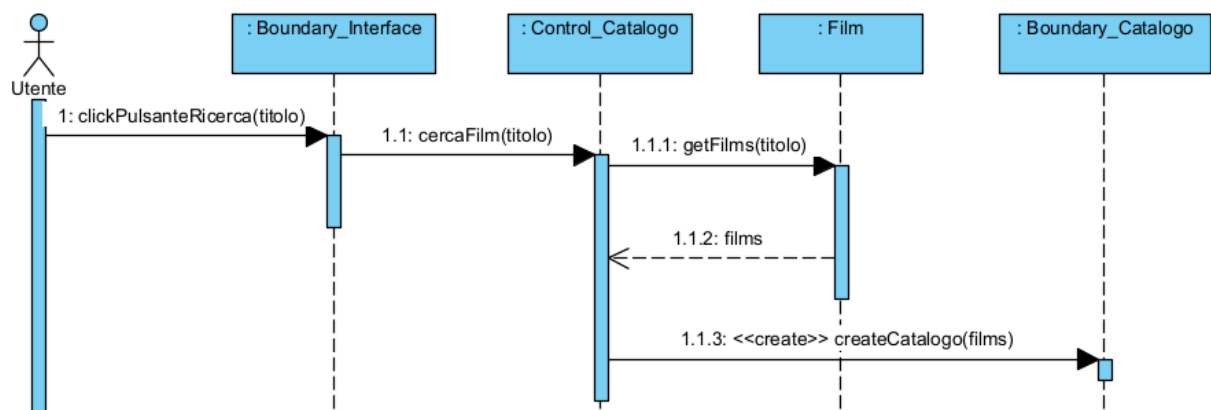 : Boundary_Interface
: Control_Catalogo
: Film
: Boundary_Catalogo
Utente
1: clickPulsanteRicerca(titolo)
1.1: cercaFilm(titolo)
1.1.1: getFilms(titolo)
1.1.2: films
1.1.3: <<create>> createCatalogo(films)